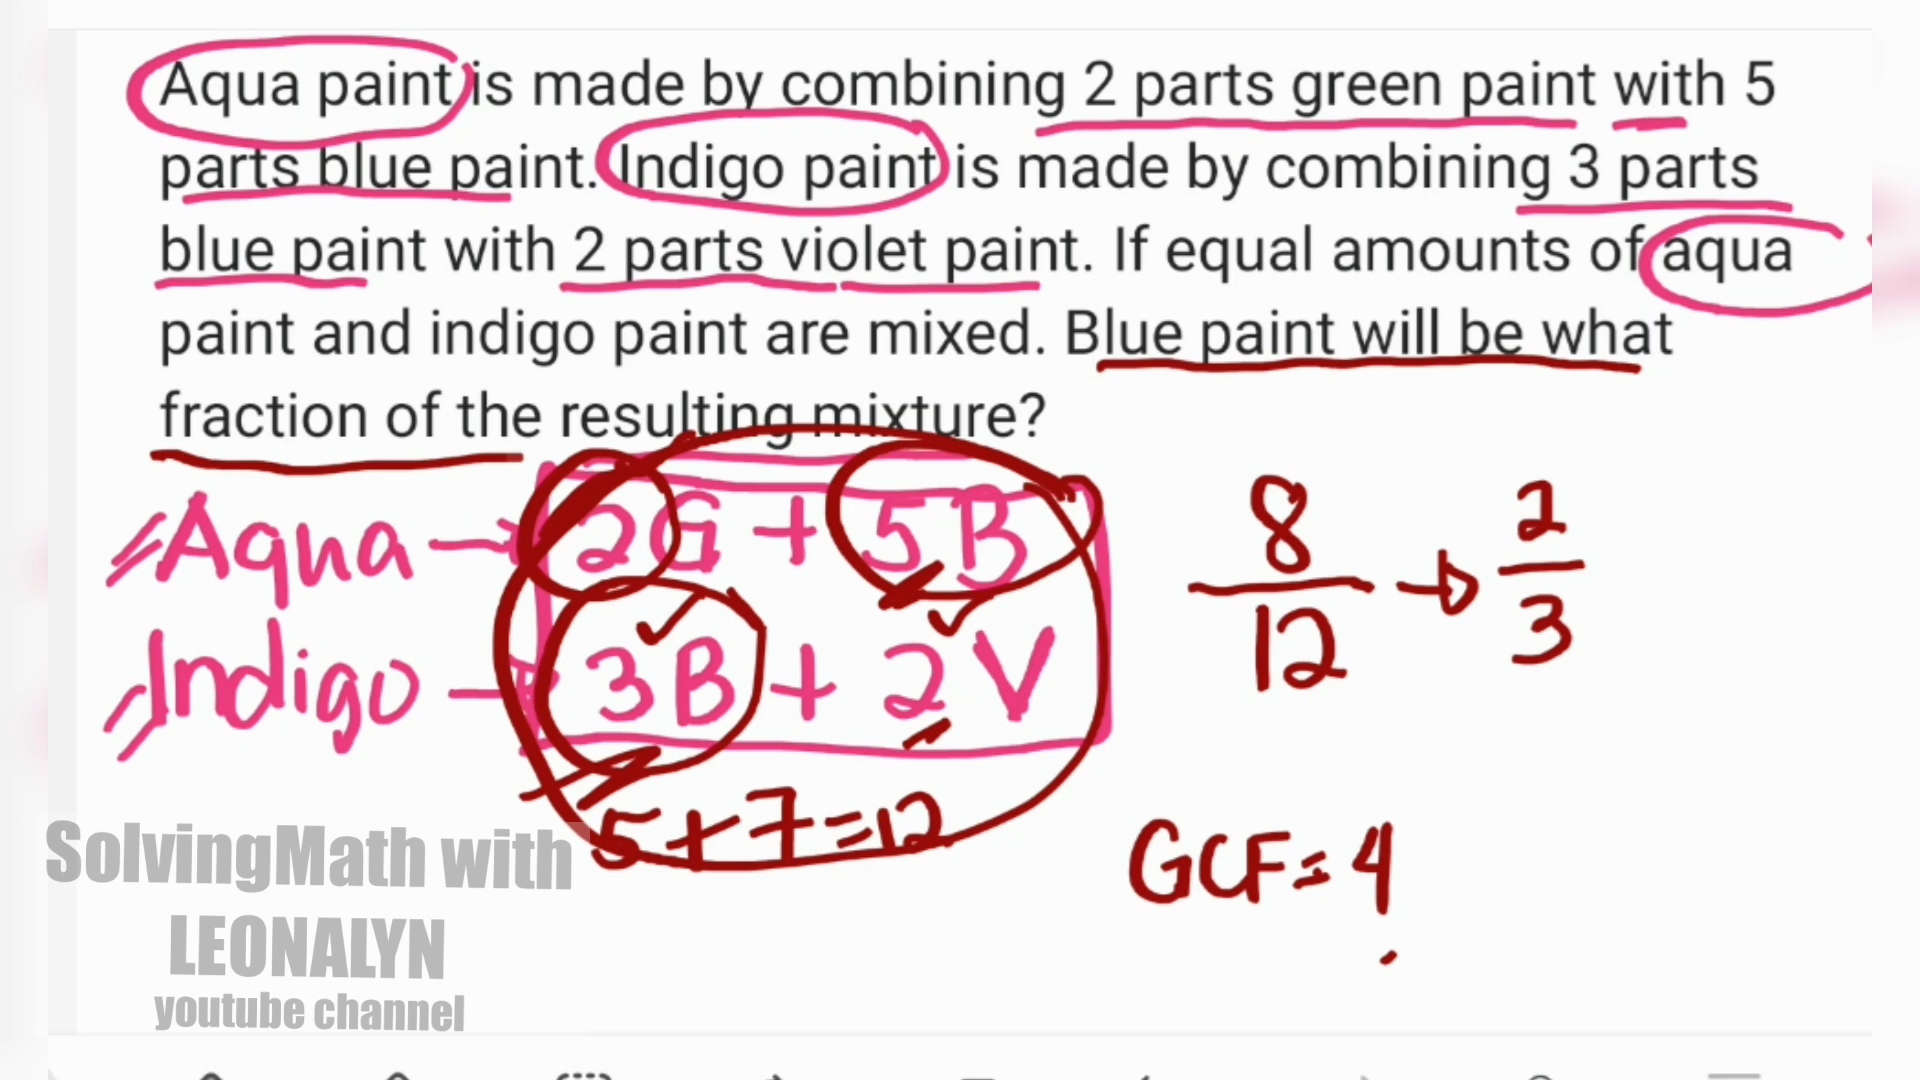 Aqua paint is made by combining 2 parts green paint with 5
parts blue paint. Indigo paint is made by combining 3 parts
blue paint with 2 parts violet paint. If equal amounts of aqua
paint and indigo paint are mixed. Blue paint will be what
fraction of the resulting mixture?
Aqua → 2G + 5B
Indigo → 3B + 2V
5+7=12
8/12 → 2/3
GCF=4
SolvingMath with
LEONALYN
youtube channel